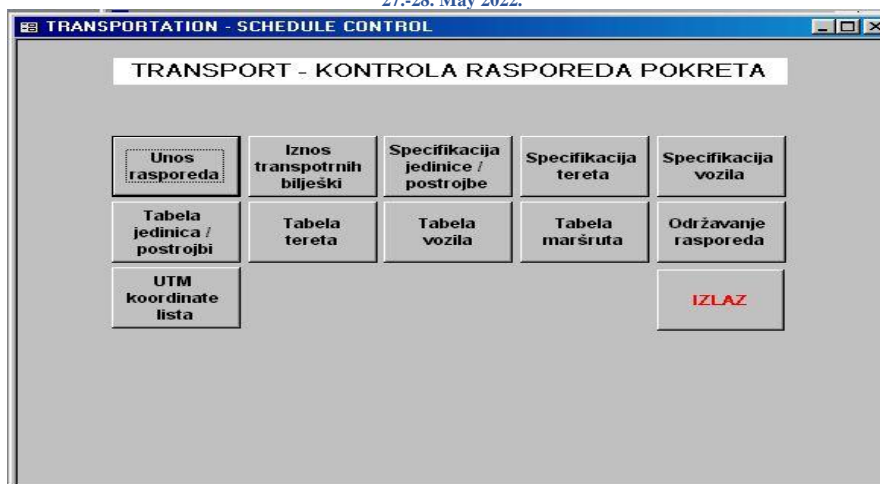 27.-28. May 2022.
TRANSPORTATION - SCHEDULE CONTROL
TRANSPORT - KONTROLA RASPOREDA POKRETA
Unos
rasporeda
Iznos
transpotrnih
bilješki
Specifikacija
jedinice /
postrojbe
Specifikacija
tereta
Specifikacija
vozila
Tabela
jedinica /
postrojbi
Tabela
tereta
Tabela
vozila
Tabela
maršruta
Održavanje
rasporeda
UTM
koordinate
lista
IZLAZ